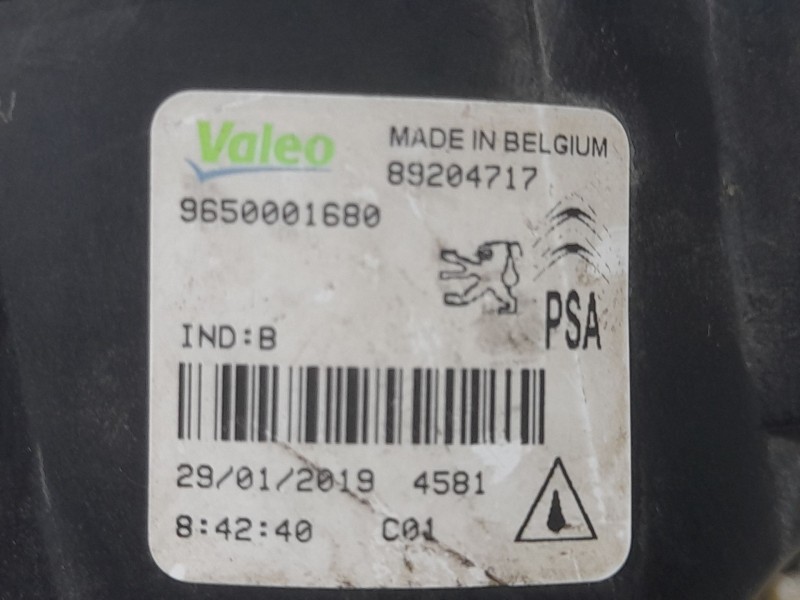 Valeo
MADE IN BELGIUM
89204717
9650001680
PSA
IND:B
29/01/2019 4581
8:42:40 C01